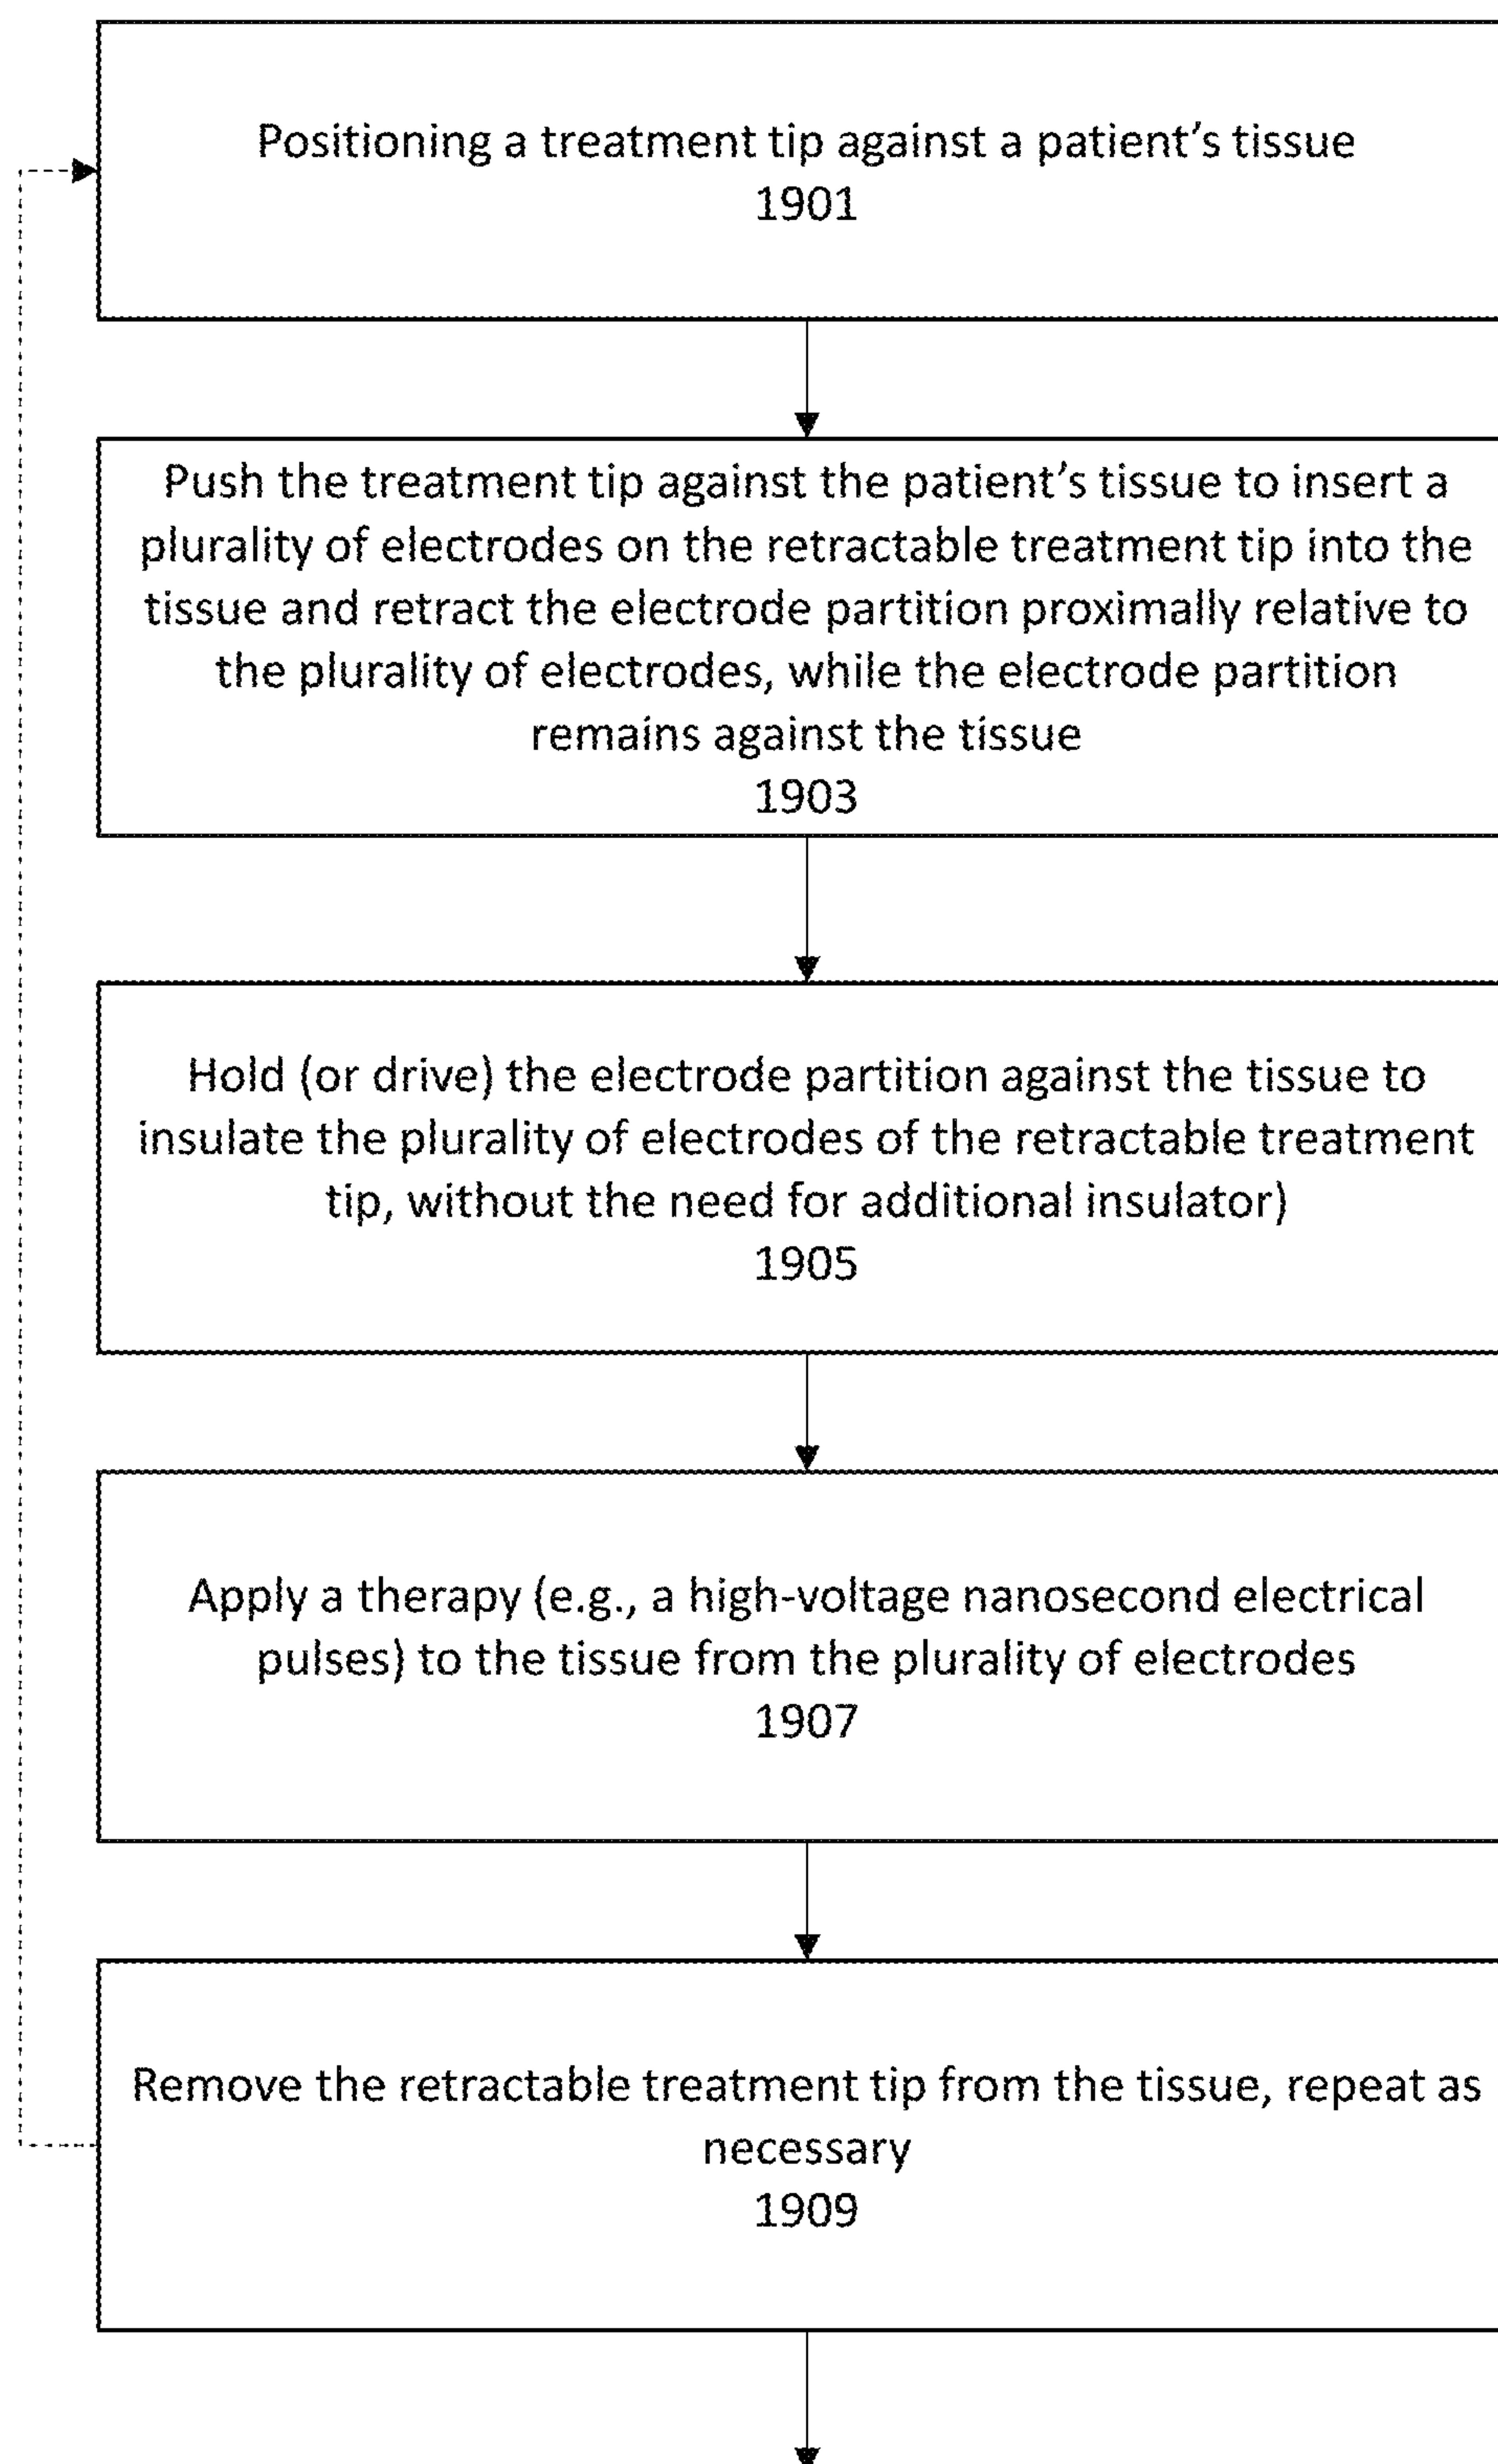 Positioning a treatment tip against a patient's tissue
1901
Push the treatment tip against the patient's tissue to insert a
plurality of electrodes on the retractable treatment tip into the
tissue and retract the electrode partition proximally relative to
the plurality of electrodes, while the electrode partition
remains against the tissue
1903
Hold (or drive) the electrode partition against the tissue to
insulate the plurality of electrodes of the retractable treatment
tip, without the need for additional insulator)
1905
Apply a therapy (e.g., a high-voltage nanosecond electrical
pulses) to the tissue from the plurality of electrodes
1907
Remove the retractable treatment tip from the tissue, repeat as
necessary
1909